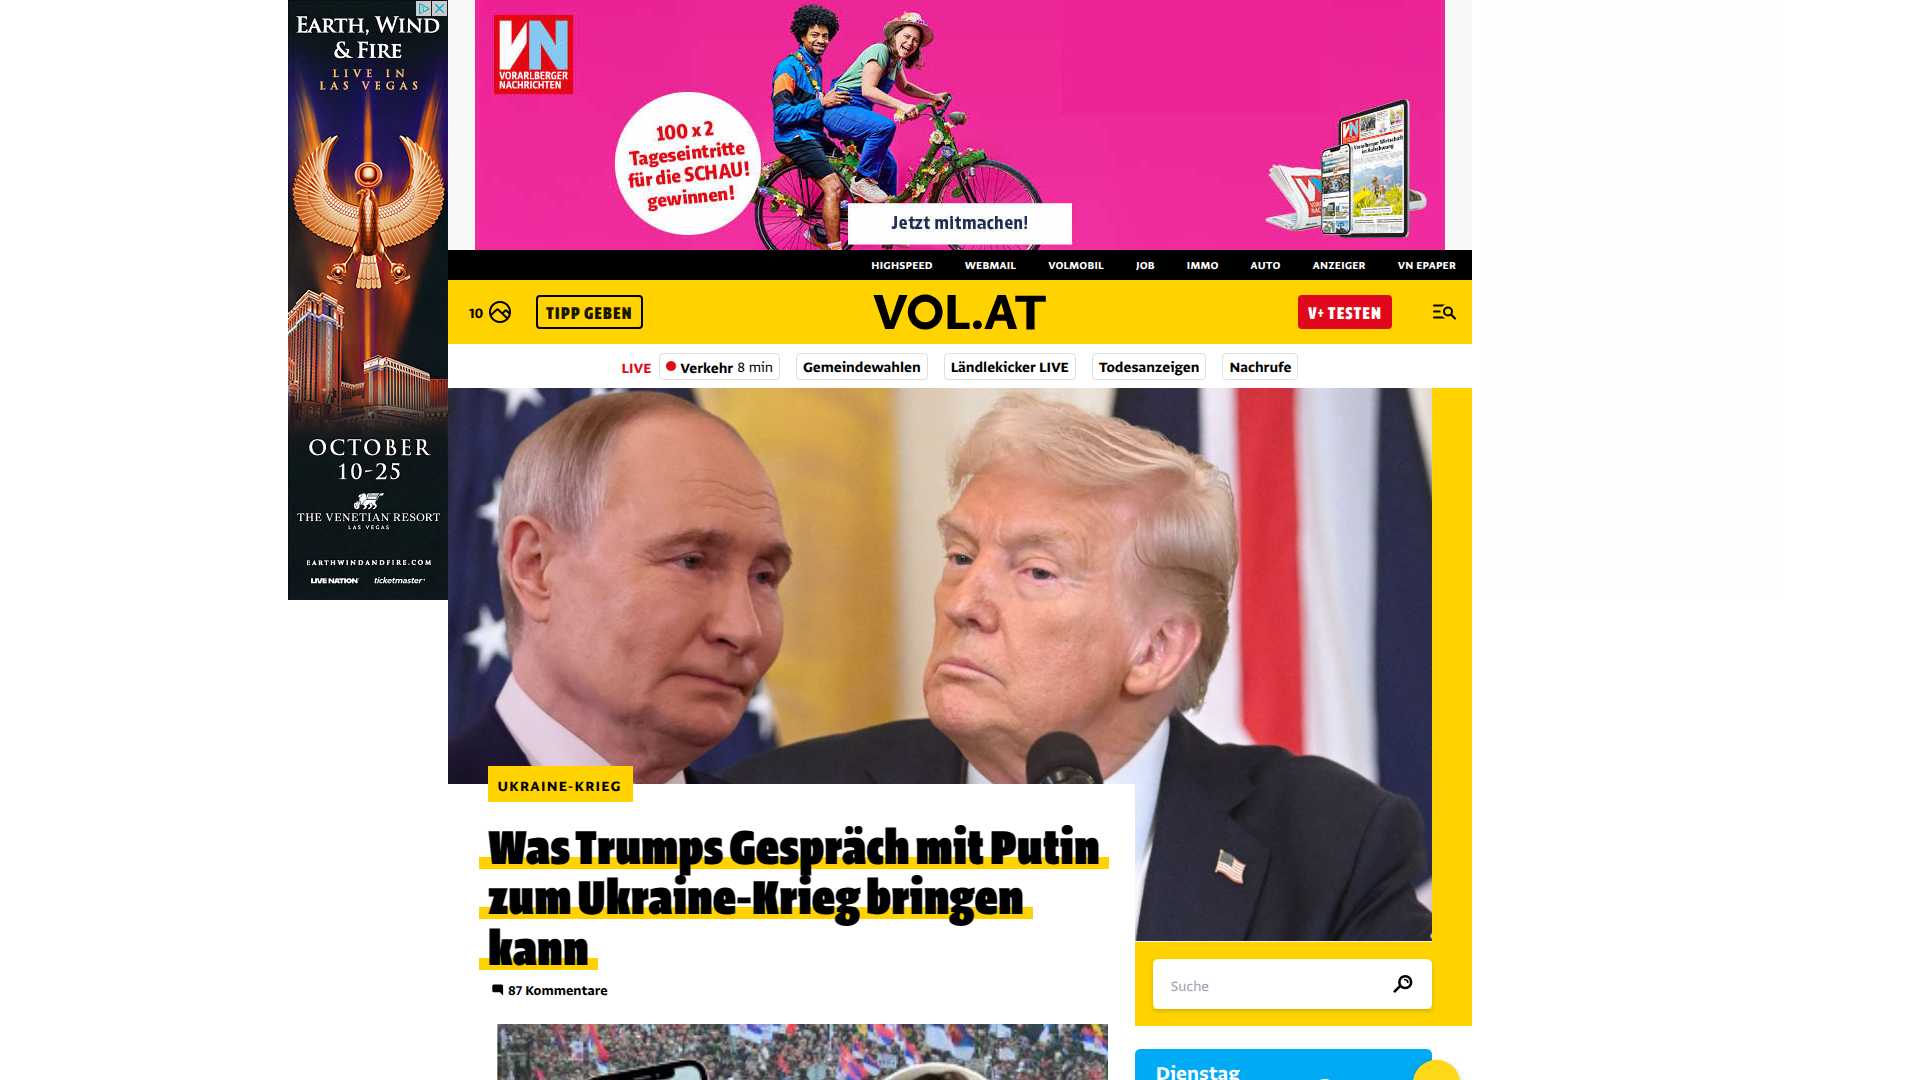 EARTH, WIND
& FIRE
LIVE IN
LAS VEGAS
OCTOBER
10-25
THE VENETIAN RESORT
LAS VEGAS
EARTHWINDANDFIRE.COM
LIVE NATION ticketmaster
VN
VORARLBERGER
NACHRICHTEN
100 x 2
Tageseintritte
für die SCHAU!
gewinnen!
Jetzt mitmachen!
HIGHSPEED WEBMAIL VOLMOBIL JOB IMMO AUTO ANZEIGER VN EPAPER
10 TIPP GEBEN VOL.AT V+ TESTEN
LIVE Verkehr 8 min Gemeindewahlen Ländlekicker LIVE Todesanzeigen Nachrufe
UKRAINE-KRIEG
Was Trumps Gespräch mit Putin
zum Ukraine-Krieg bringen
kann
87 Kommentare
Suche
Dienstag